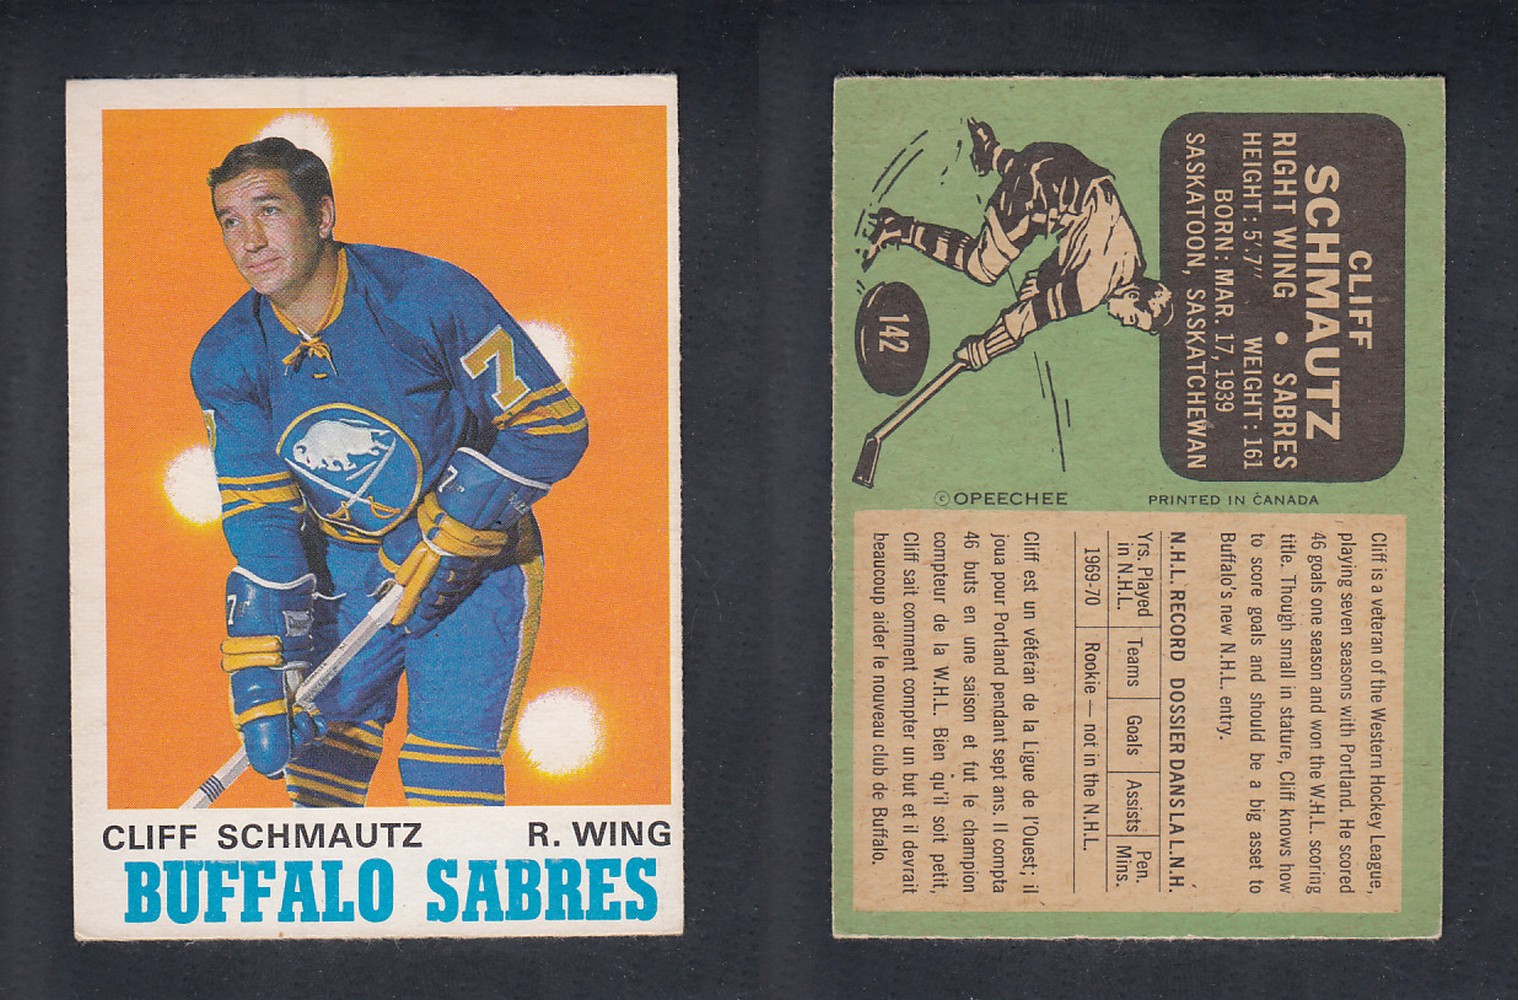 7
7
7
7
CLIFF SCHMAUTZ R. WING
BUFFALO SABRES
CLIFF
SCHMAUTZ
RIGHT WING • SABRES
HEIGHT: 5'.7" WEIGHT: 161
BORN: MAR. 17, 1939
SASKATOON, SASKATCHEWAN
142
© OPEECHEE PRINTED IN CANADA
Cliff is a veteran of the Western Hockey League,
playing seven seasons with Portland. He scored
46 goals one season and won the W.H.L. scoring
title. Though small in stature, Cliff knows how
to score goals and should be a big asset to
Buffalo's new N.H.L. entry.
N.H.L. RECORD DOSSIER DANS LA L.N.H.
Yrs. Played Teams Goals Assists Pen.
in N.H.L. Mins.
1969-70 Rookie — not in the N.H.L.
Cliff est un vétéran de la Ligue de l'Ouest; il
joua pour Portland pendant sept ans. Il compta
46 buts en une saison et fut le champion
compteur de la W.H.L. Bien qu'il soit petit,
Cliff sait comment compter un but et il devrait
beaucoup aider le nouveau club de Buffalo.